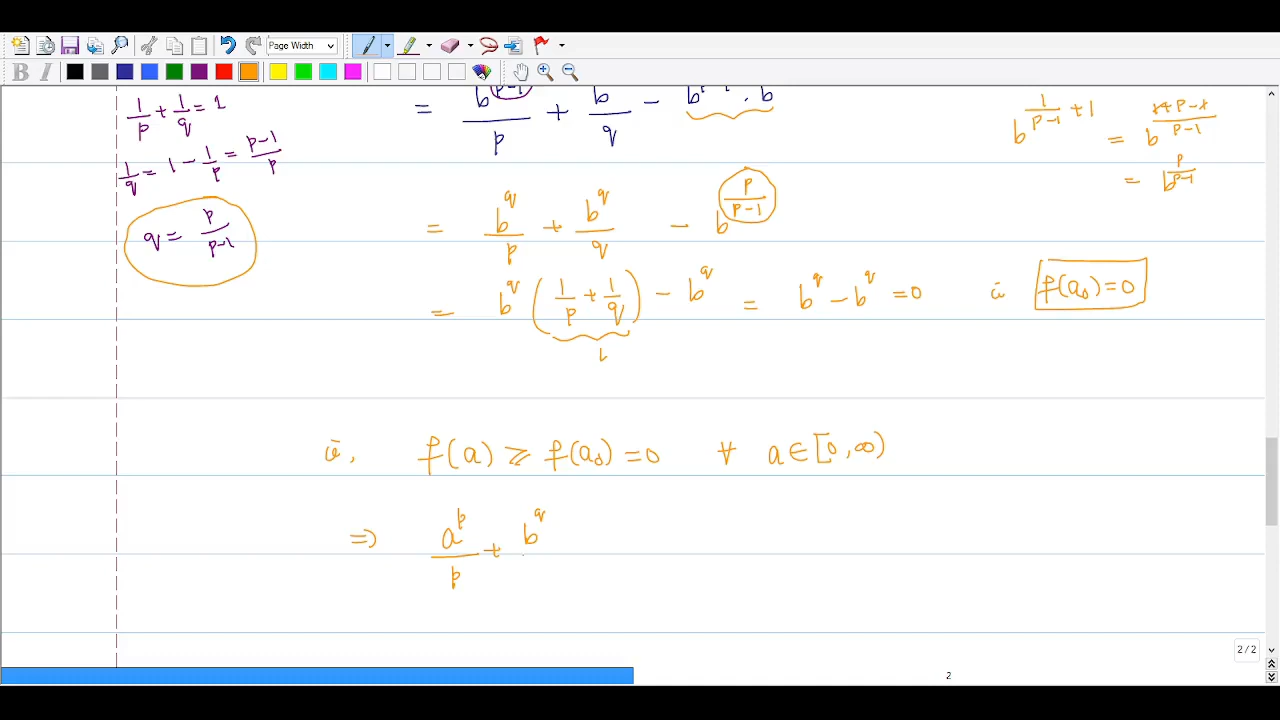 Page Width
B I
1/p + 1/q = 1
1/q = 1 - 1/p = (p-1)/p
q = p/(p-1)
= b^(p-1)/p + b/q - · b
b^(1/(p-1) + 1) = b^((1+p-1)/(p-1))
= b^(p/(p-1))
= b^q/p + b^q/q - b^(p/(p-1))
= b^q (1/p + 1/q) - b^q = b^q - b^q = 0 f(a₀) = 0
1
f(a) ≥ f(a₀) = 0 ∀ a ∈ [0, ∞)
⇒ a^p/p + b^q
2/2
2